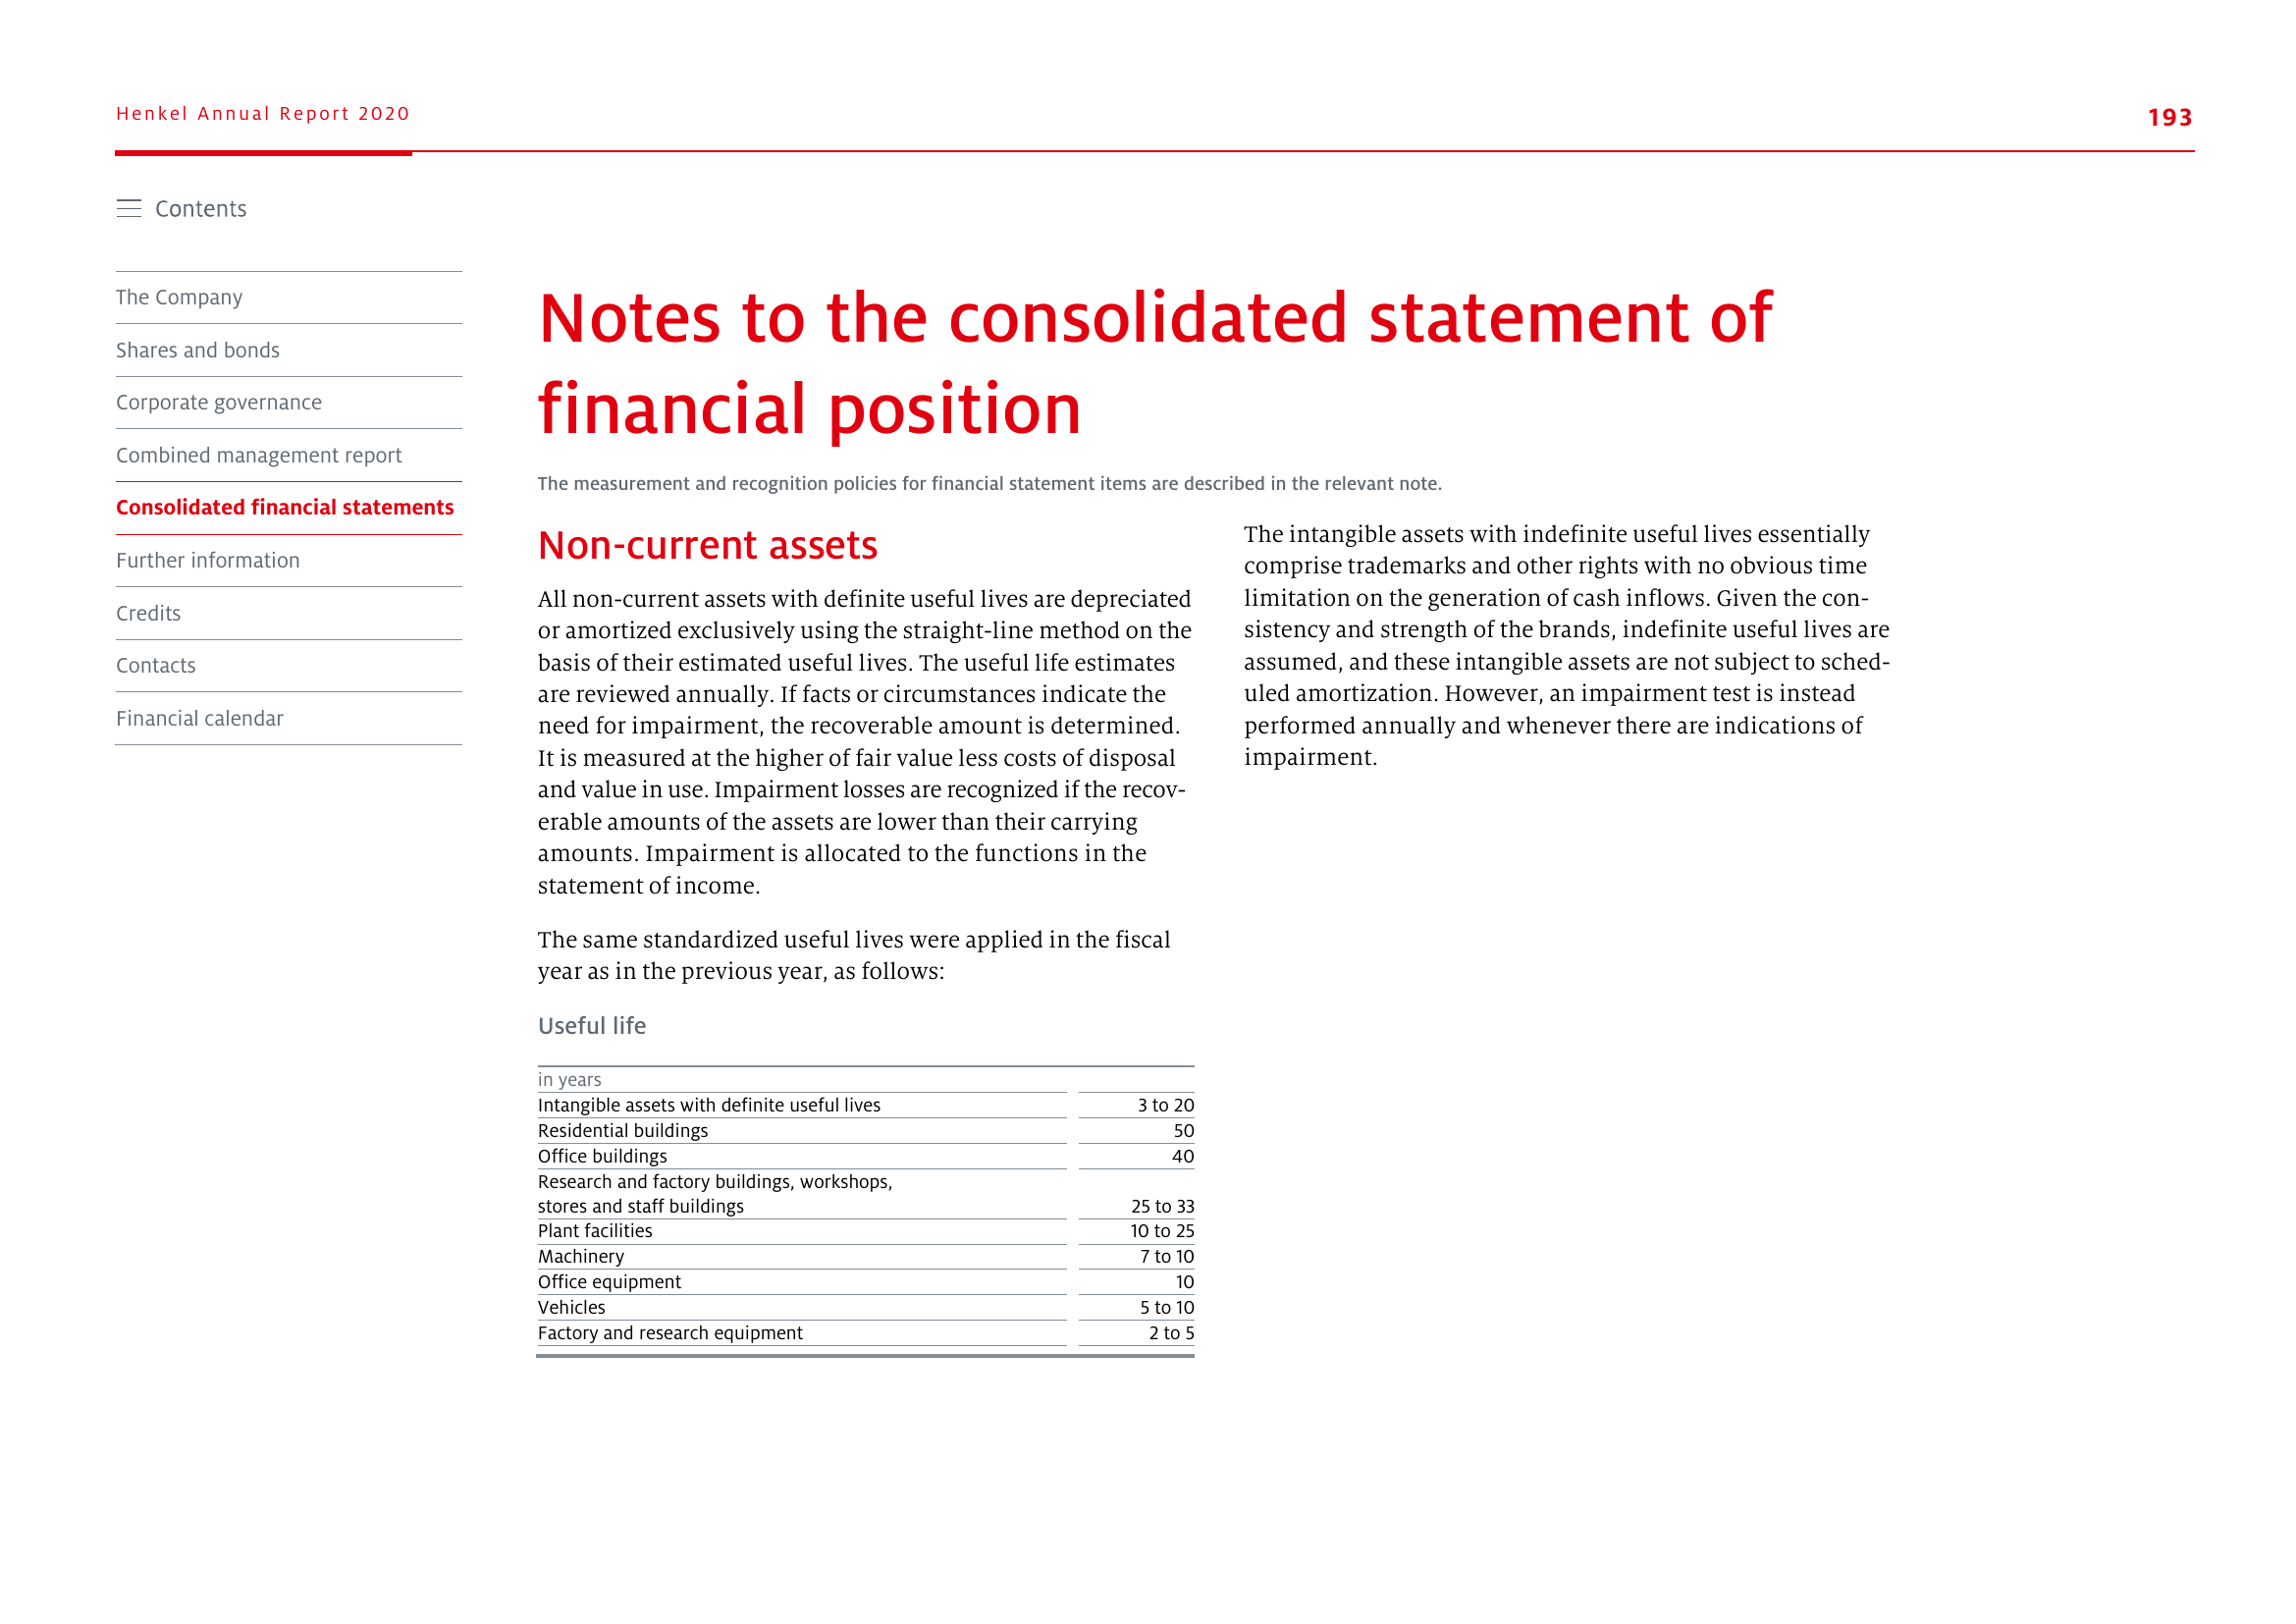 Henkel Annual Report 2020
193
Contents
The Company
Shares and bonds
Corporate governance
Combined management report
Consolidated financial statements
Further information
Credits
Contacts
Financial calendar
Notes to the consolidated statement of
financial position
The measurement and recognition policies for financial statement items are described in the relevant note.
Non-current assets
All non-current assets with definite useful lives are depreciated
or amortized exclusively using the straight-line method on the
basis of their estimated useful lives. The useful life estimates
are reviewed annually. If facts or circumstances indicate the
need for impairment, the recoverable amount is determined.
It is measured at the higher of fair value less costs of disposal
and value in use. Impairment losses are recognized if the recov-
erable amounts of the assets are lower than their carrying
amounts. Impairment is allocated to the functions in the
statement of income.
The same standardized useful lives were applied in the fiscal
year as in the previous year, as follows:
Useful life
in years
Intangible assets with definite useful lives 3 to 20
Residential buildings 50
Office buildings 40
Research and factory buildings, workshops,
stores and staff buildings 25 to 33
Plant facilities 10 to 25
Machinery 7 to 10
Office equipment 10
Vehicles 5 to 10
Factory and research equipment 2 to 5
The intangible assets with indefinite useful lives essentially
comprise trademarks and other rights with no obvious time
limitation on the generation of cash inflows. Given the con-
sistency and strength of the brands, indefinite useful lives are
assumed, and these intangible assets are not subject to sched-
uled amortization. However, an impairment test is instead
performed annually and whenever there are indications of
impairment.